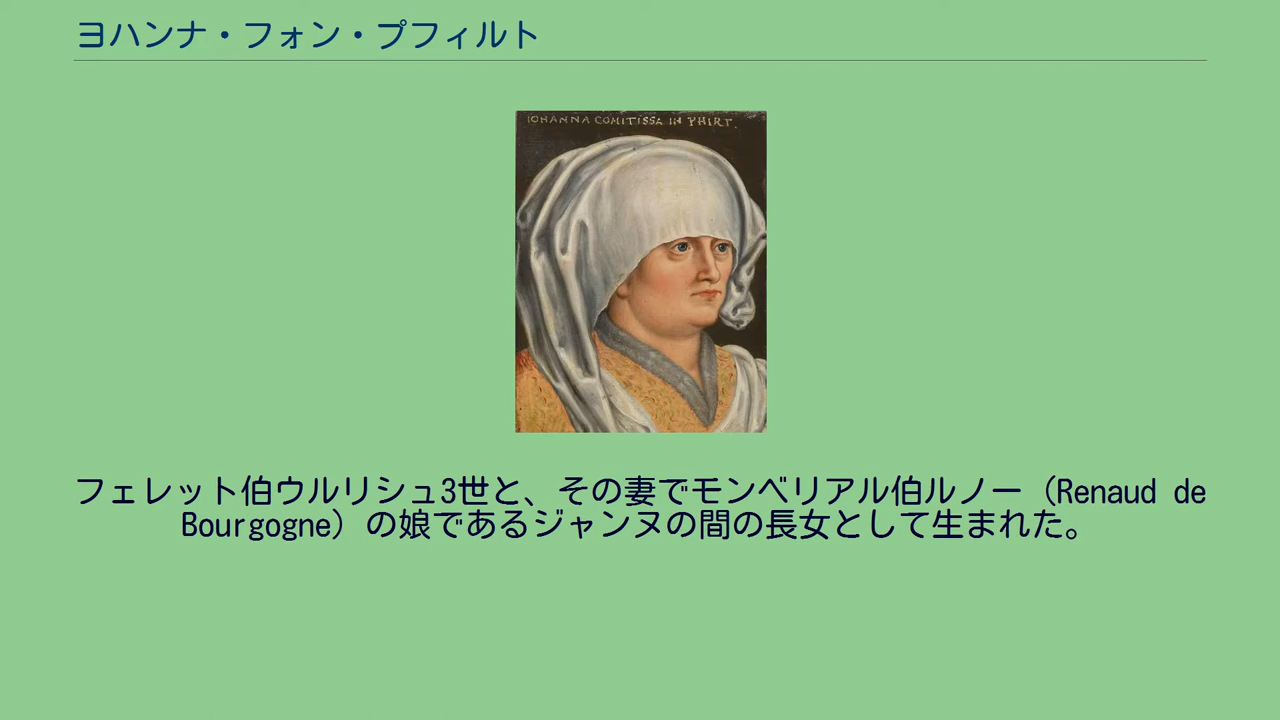 ヨハンナ・フォン・プフィルト
IOHANNA COMITISSA IN PHIRT.
フェレット伯ウルリシュ3世と、その妻でモンベリアル伯ルノー（Renaud de
Bourgogne）の娘であるジャンヌの間の長女として生まれた。